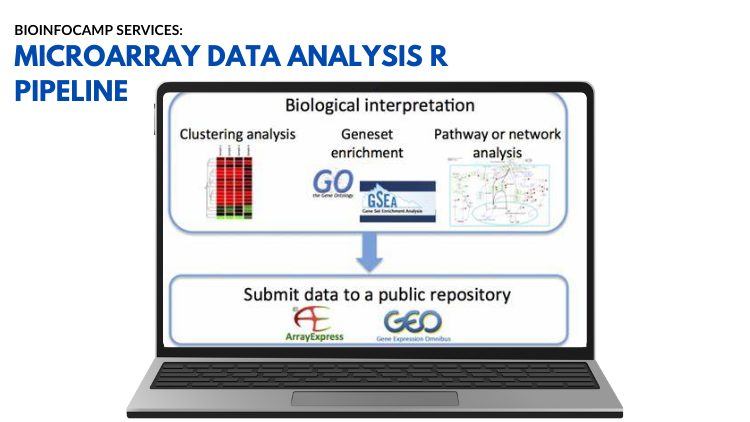 BIOINFOCAMP SERVICES:
MICROARRAY DATA ANALYSIS R
PIPELINE
Biological interpretation
Clustering analysis
Geneset
enrichment
Pathway or network
analysis
GO
the Gene Ontology
GSEA
Gene Set Enrichment Analysis
Submit data to a public repository
AE
ArrayExpress
GEO
Gene Expression Omnibus